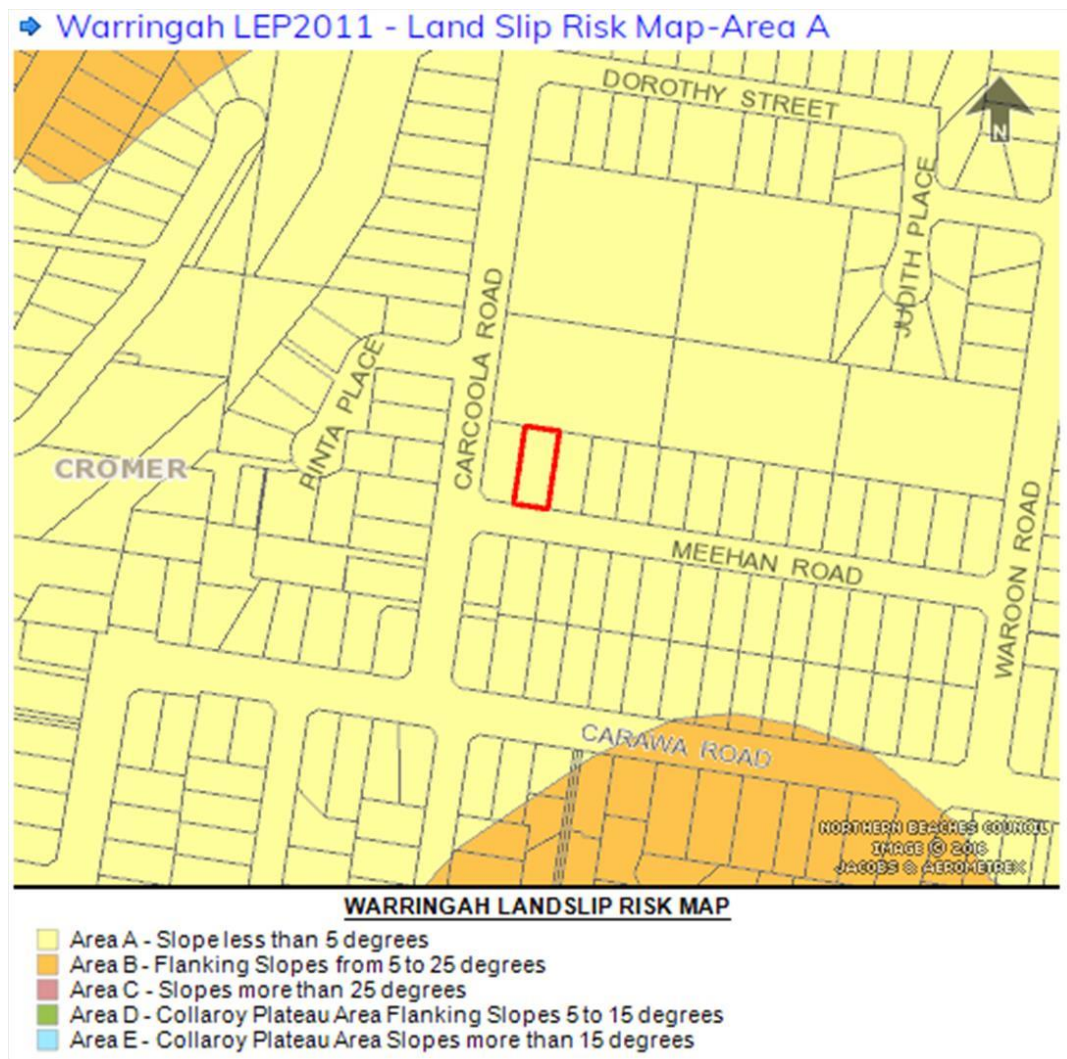 Warringah LEP2011 - Land Slip Risk Map-Area A
DOROTHY STREET
N
JUDITH PLACE
CARCOOLA ROAD
RINTA PLACE
CROMER
MEEHAN ROAD
WAROON ROAD
CARAWA ROAD
NORTHERN BEACHES COUNCIL
IMAGE © 2016
JACOBS & AEROMETREX
WARRINGAH LANDSLIP RISK MAP
Area A - Slope less than 5 degrees
Area B - Flanking Slopes from 5 to 25 degrees
Area C - Slopes more than 25 degrees
Area D - Collaroy Plateau Area Flanking Slopes 5 to 15 degrees
Area E - Collaroy Plateau Area Slopes more than 15 degrees